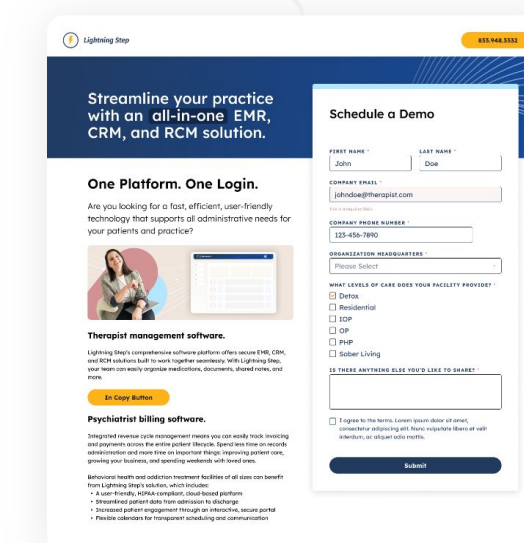 Lightning Step
833.948.3332
Streamline your practice
with an all-in-one EMR,
CRM, and RCM solution.
One Platform. One Login.
Are you looking for a fast, efficient, user-friendly
technology that supports all administrative needs for
your patients and practice?
Therapist management software.
Lightning Step's comprehensive software platform offers secure EMR, CRM,
and RCM solutions built to work together seamlessly. With Lightning Step,
your team can easily organize medications, documents, shared notes, and
more.
In Copy Button
Psychiatrist billing software.
Integrated revenue cycle management means you can easily track invoicing
and payments across the entire patient lifecycle. Spend less time on records
administration and more time on important things: improving patient care,
growing your business, and spending weekends with loved ones.
Behavioral health and addiction treatment facilities of all sizes can benefit
from Lightning Step's solution, which includes:
• A user-friendly, HIPAA-compliant, cloud-based platform
• Streamlined patient data from admission to discharge
• Increased patient engagement through an interactive, secure portal
• Flexible calendars for transparent scheduling and communication
Schedule a Demo
FIRST NAME * LAST NAME *
John Doe
COMPANY EMAIL *
johndoe@therapist.com
COMPANY PHONE NUMBER *
123-456-7890
ORGANIZATION HEADQUARTERS *
Please Select
WHAT LEVELS OF CARE DOES YOUR FACILITY PROVIDE? *
Detox
Residential
IOP
OP
PHP
Sober Living
IS THERE ANYTHING ELSE YOU'D LIKE TO SHARE? *
I agree to the terms. Lorem ipsum dolor sit amet,
consectetur adipiscing elit. Nunc vulputate libero et velit
interdum, ac aliquet odio mattis.
Submit